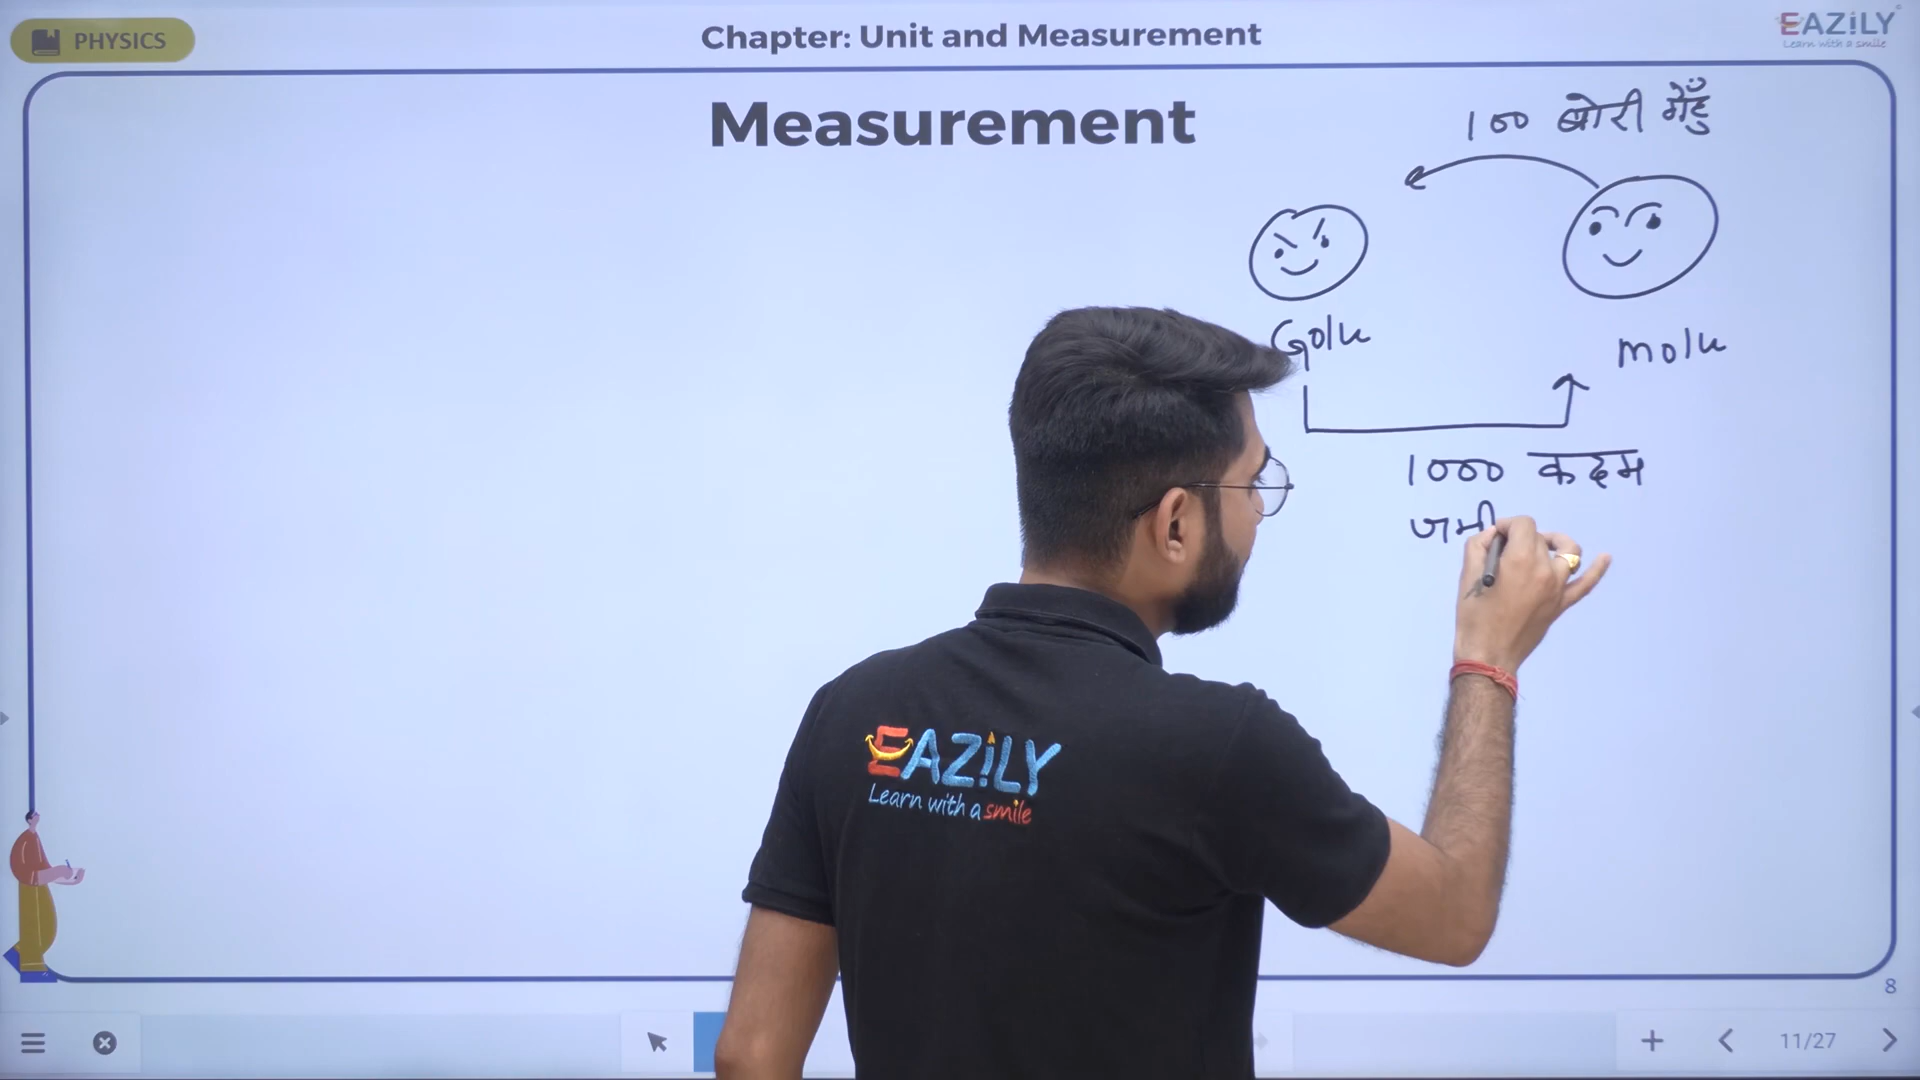 PHYSICS
Chapter: Unit and Measurement
EAZiLY
Learn with a smile
Measurement
100 बोरी गेहुँ
Golu
Molu
1000 कदम
जमी
EAZiLY
Learn with a smile
8
11/27